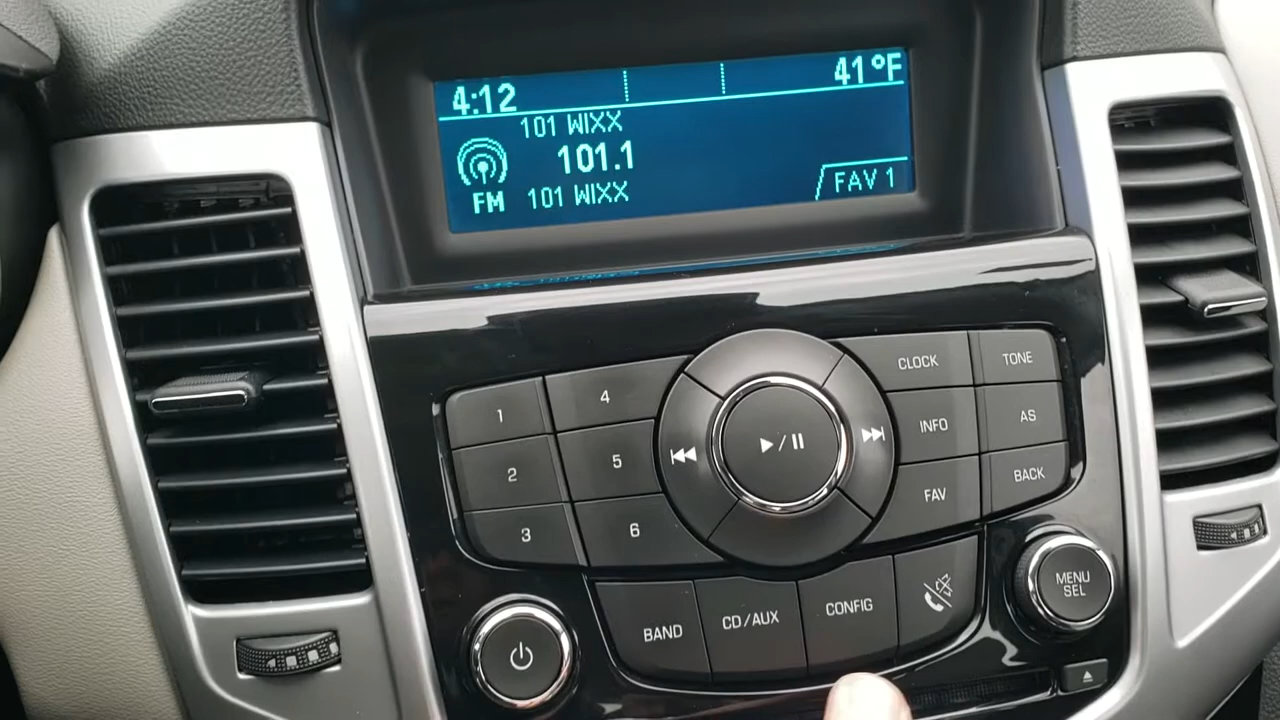 4:12
41°F
101 WIXX
101.1
FM
101 WIXX
FAV 1
1
4
CLOCK
TONE
2
5
INFO
AS
3
6
FAV
BACK
BAND
CD/AUX
CONFIG
MENU
SEL